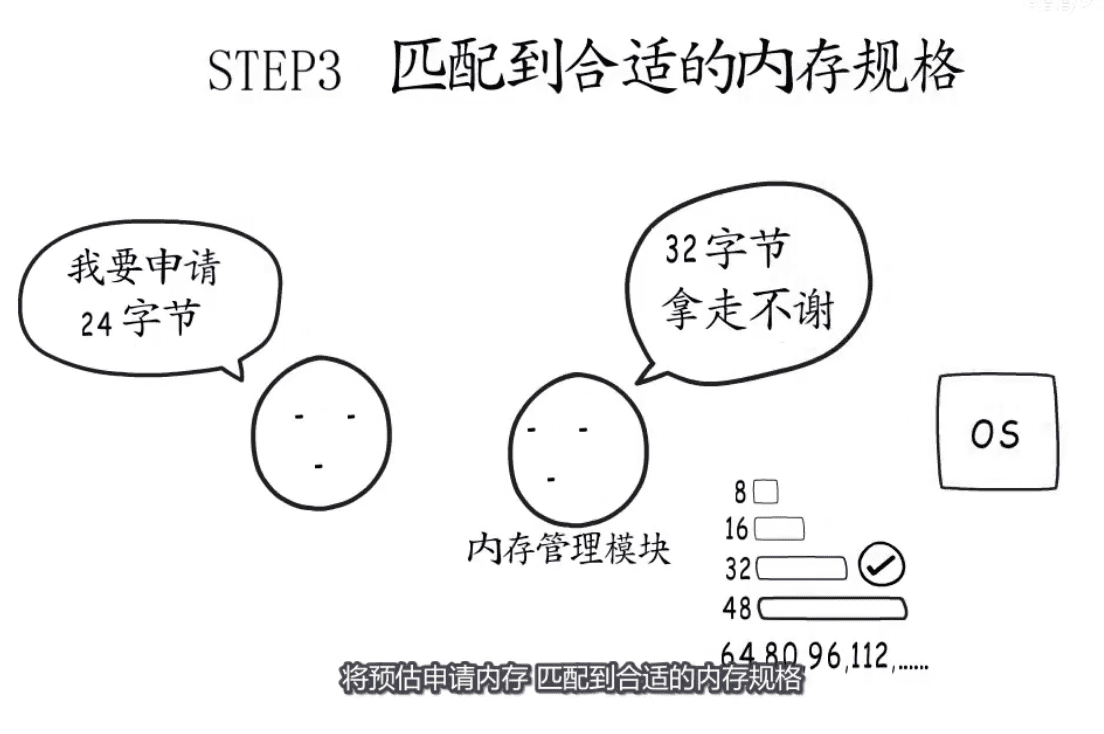 STEP3 匹配到合适的内存规格
我要申请
24字节
32字节
拿走不谢
OS
内存管理模块
8
16
32
48
64,80,96,112,......
将预估申请内存 匹配到合适的内存规格